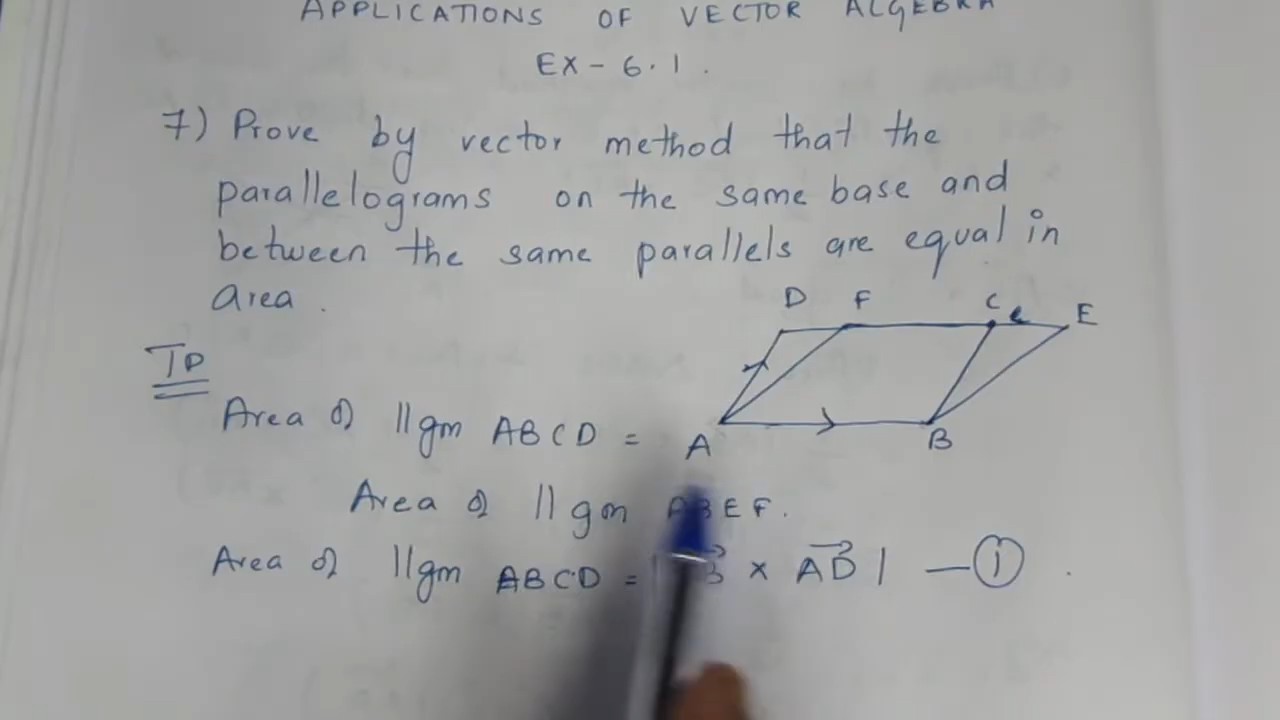 APPLICATIONS OF VECTOR ALGEBRA
EX - 6.1.
7) Prove by vector method that the
parallelograms on the same base and
between the same parallels are equal in
area.
D F C E
TP
Area of ||gm ABCD =
A B
Area of ||gm ABEF.
Area of ||gm ABCD = | × AD→ | — ①